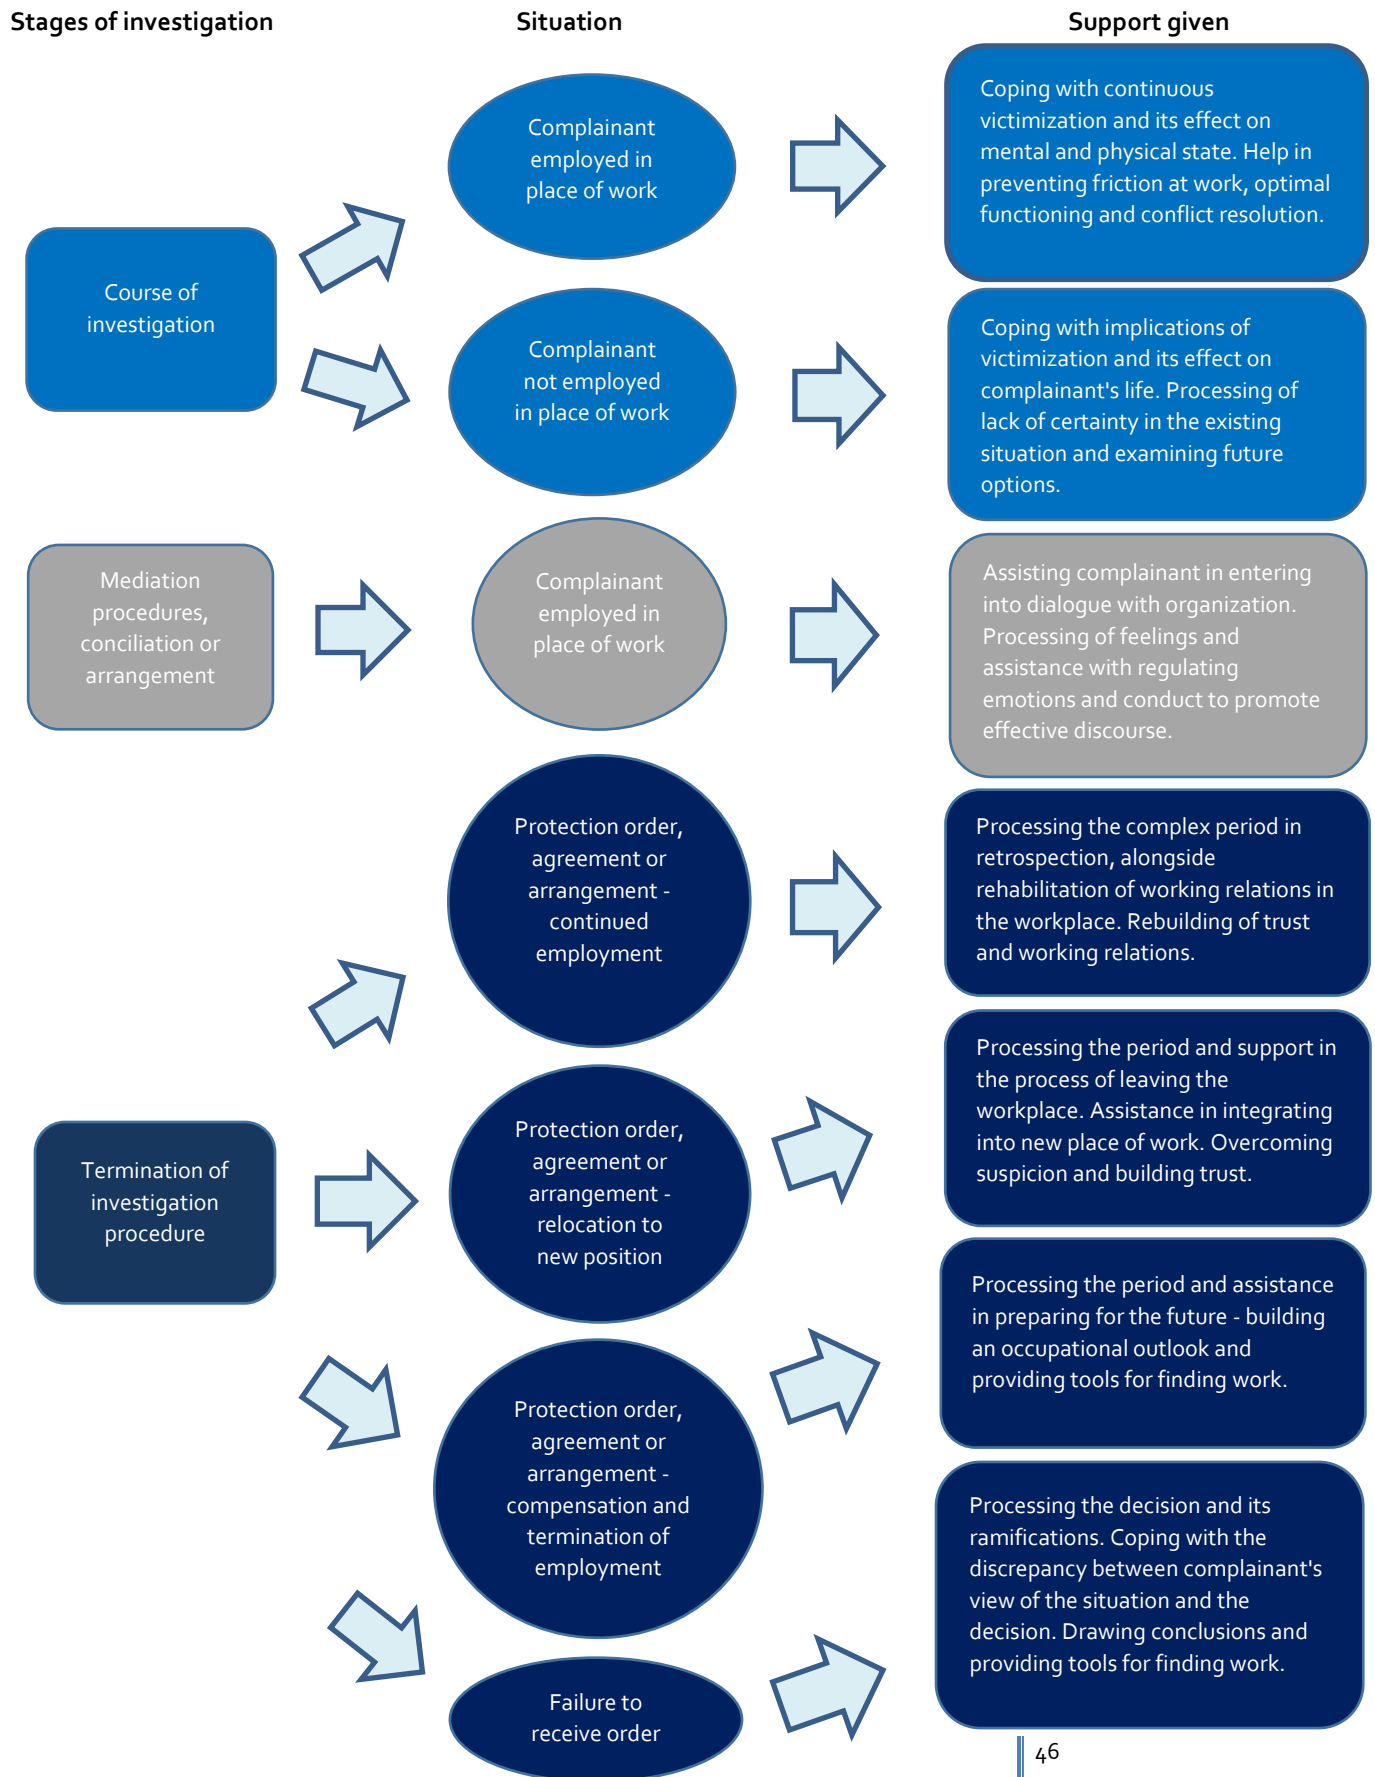 Stages of investigation
Situation
Support given
Course of
investigation
Complainant
employed in
place of work
Coping with continuous
victimization and its effect on
mental and physical state. Help in
preventing friction at work, optimal
functioning and conflict resolution.
Complainant
not employed
in place of work
Coping with implications of
victimization and its effect on
complainant's life. Processing of
lack of certainty in the existing
situation and examining future
options.
Mediation
procedures,
conciliation or
arrangement
Complainant
employed in
place of work
Assisting complainant in entering
into dialogue with organization.
Processing of feelings and
assistance with regulating
emotions and conduct to promote
effective discourse.
Termination of
investigation
procedure
Protection order,
agreement or
arrangement -
continued
employment
Processing the complex period in
retrospection, alongside
rehabilitation of working relations in
the workplace. Rebuilding of trust
and working relations.
Protection order,
agreement or
arrangement -
relocation to
new position
Processing the period and support in
the process of leaving the
workplace. Assistance in integrating
into new place of work. Overcoming
suspicion and building trust.
Protection order,
agreement or
arrangement -
compensation and
termination of
employment
Processing the period and assistance
in preparing for the future - building
an occupational outlook and
providing tools for finding work.
Failure to
receive order
Processing the decision and its
ramifications. Coping with the
discrepancy between complainant's
view of the situation and the
decision. Drawing conclusions and
providing tools for finding work.
46